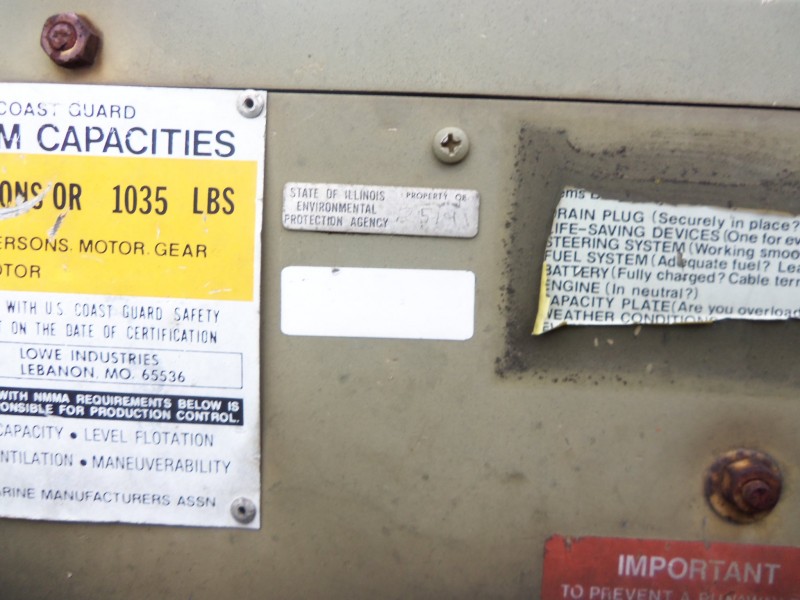 COAST GUARD
M CAPACITIES
ONS OR 1035 LBS
ERSONS, MOTOR, GEAR
OTOR
WITH U.S. COAST GUARD SAFETY
T ON THE DATE OF CERTIFICATION
LOWE INDUSTRIES
LEBANON, MO. 65536
WITH NMMA REQUIREMENTS BELOW IS
ONSIBLE FOR PRODUCTION CONTROL.
CAPACITY • LEVEL FLOTATION
NTILATION • MANEUVERABILITY
ARINE MANUFACTURERS ASSN
STATE OF ILLINOIS PROPERTY OF
ENVIRONMENTAL
PROTECTION AGENCY
RAIN PLUG (Securely in place?
LIFE-SAVING DEVICES (One for eve
STEERING SYSTEM (Working smoo
FUEL SYSTEM (Adequate fuel? Lea
BATTERY (Fully charged? Cable term
ENGINE (In neutral?)
CAPACITY PLATE (Are you overload
WEATHER CONDITION
IMPORTANT
TO PREVENT A RUNAWAY